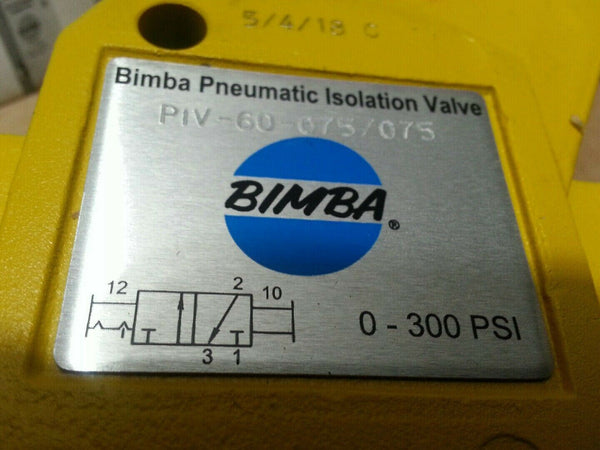 5/4/18 C
Bimba Pneumatic Isolation Valve
PIV-60-075/075
BIMBA®
12 2 10
3 1
0 - 300 PSI